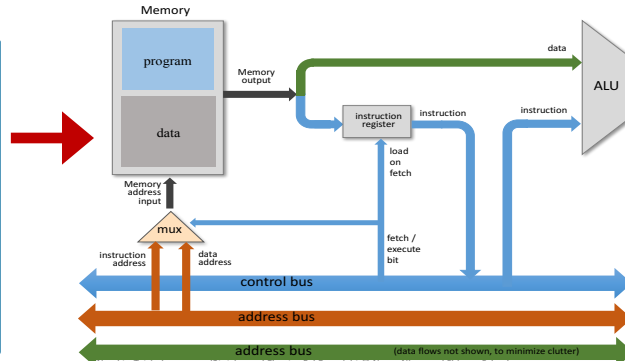 Memory
program
data
Memory
output
data
ALU
instruction
register
instruction
instruction
load
on
fetch
Memory
address
input
mux
fetch /
execute
bit
instruction
address
data
address
control bus
address bus
address bus
(data flows not shown, to minimize clutter)